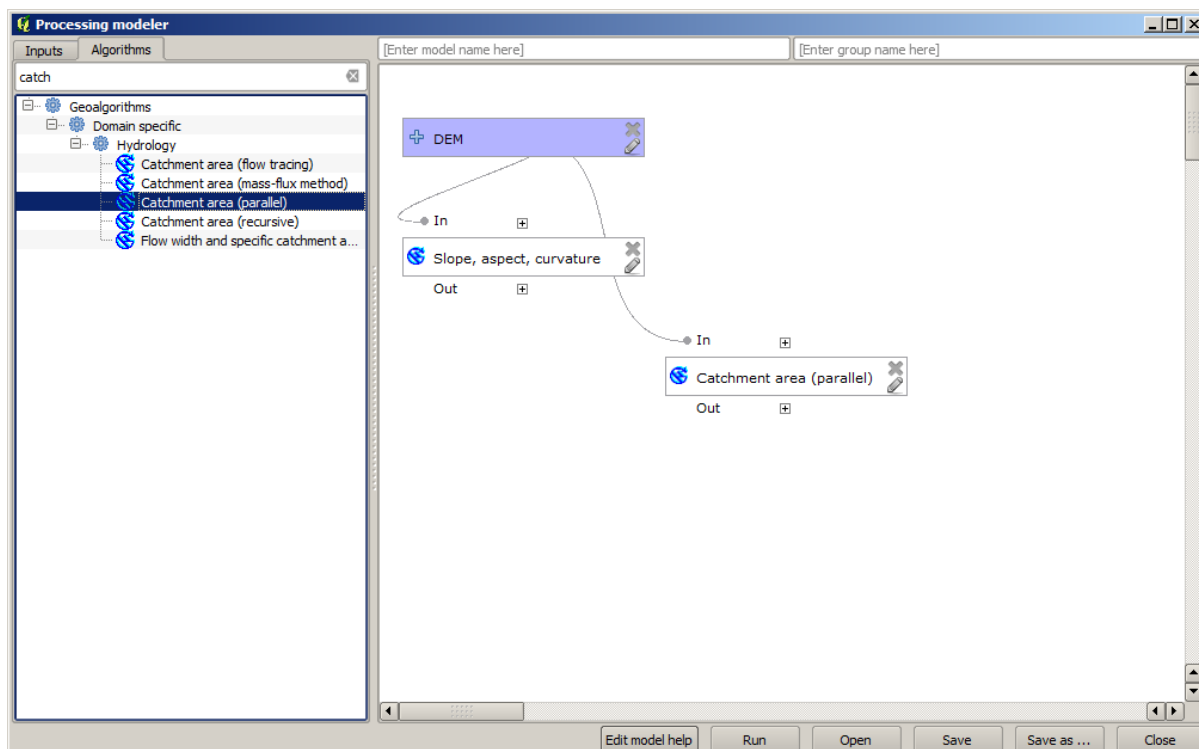 Processing modeler
Inputs Algorithms
[Enter model name here] [Enter group name here]
catch
Geoalgorithms
Domain specific
Hydrology
Catchment area (flow tracing)
Catchment area (mass-flux method)
Catchment area (parallel)
Catchment area (recursive)
Flow width and specific catchment a...
DEM
In
Slope, aspect, curvature
Out
In
Catchment area (parallel)
Out
Edit model help Run Open Save Save as ... Close